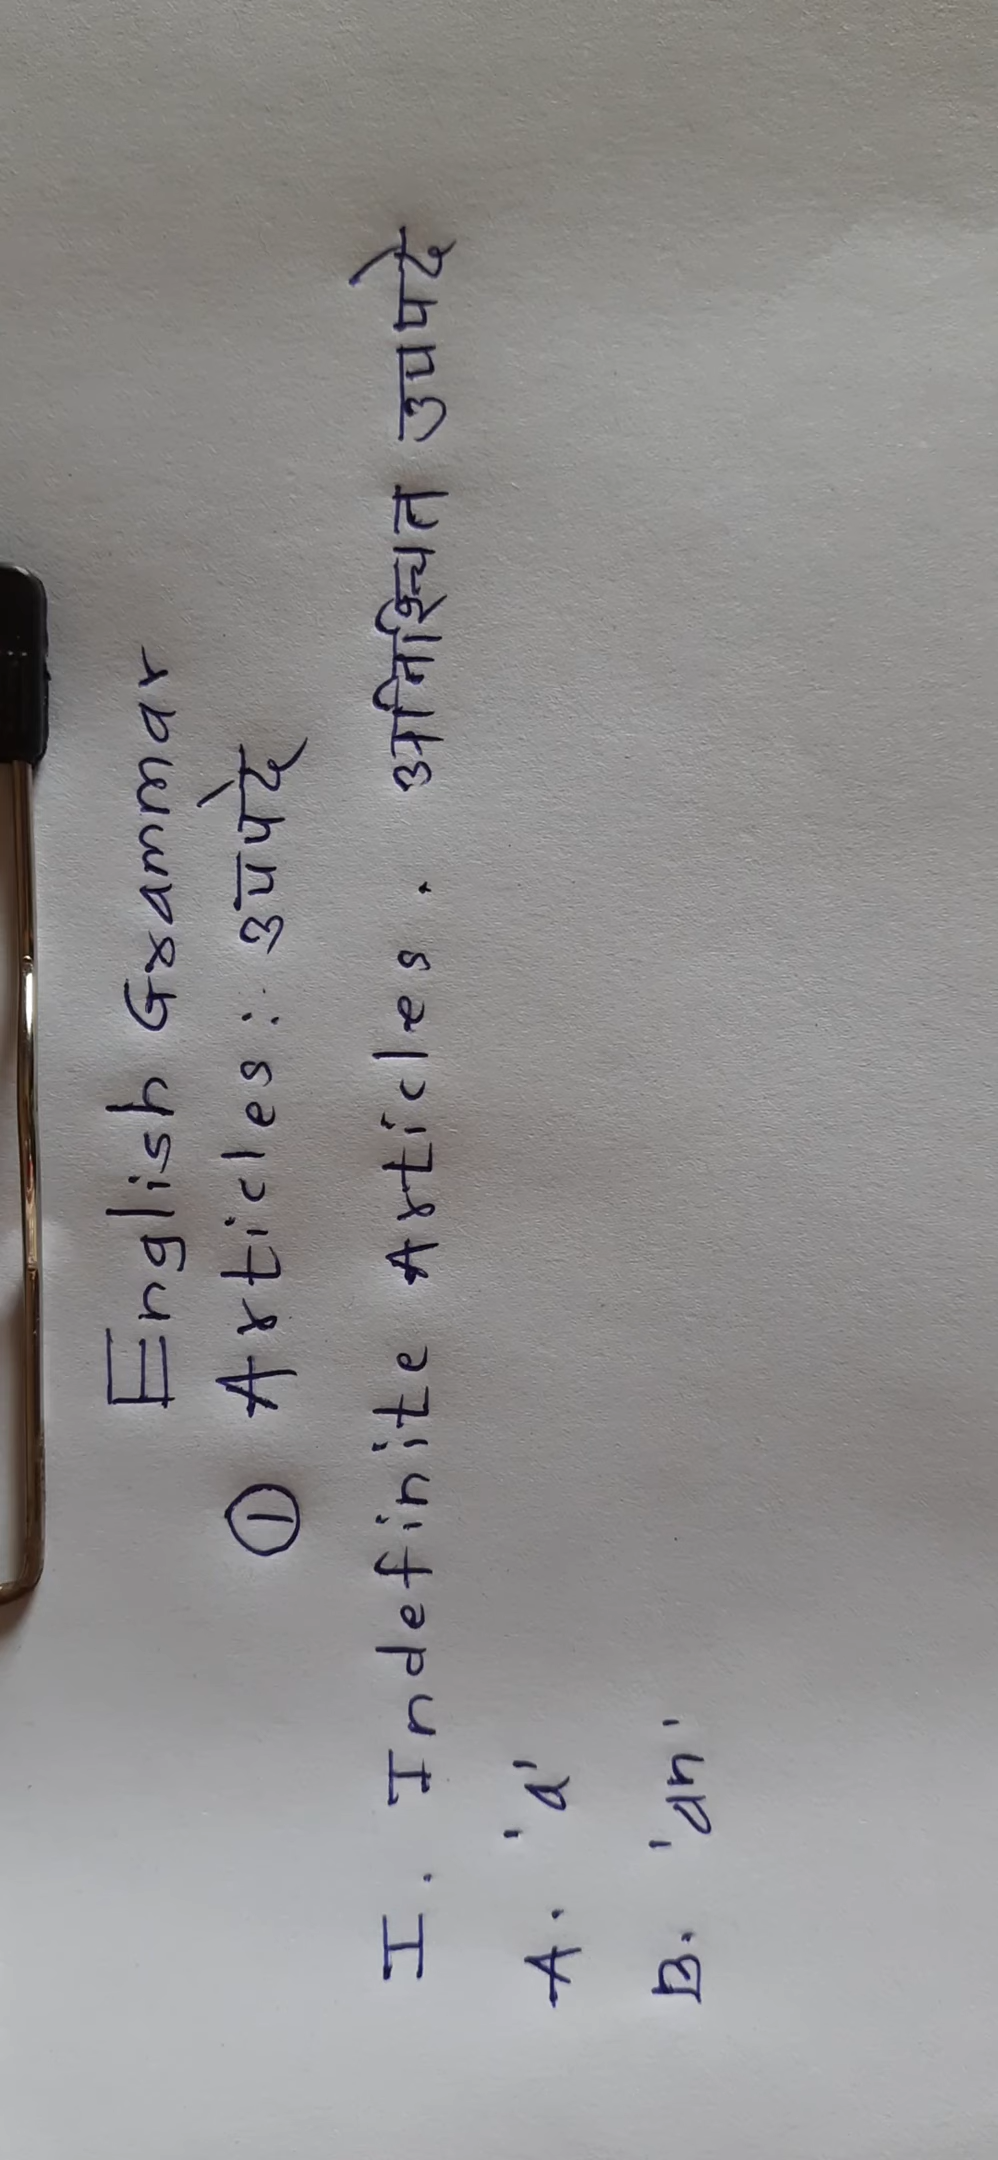 English Grammar
① Articles : उपपदे
I. Indefinite Articles. अनिश्चित उपपदे
A. 'a'
B. 'an'